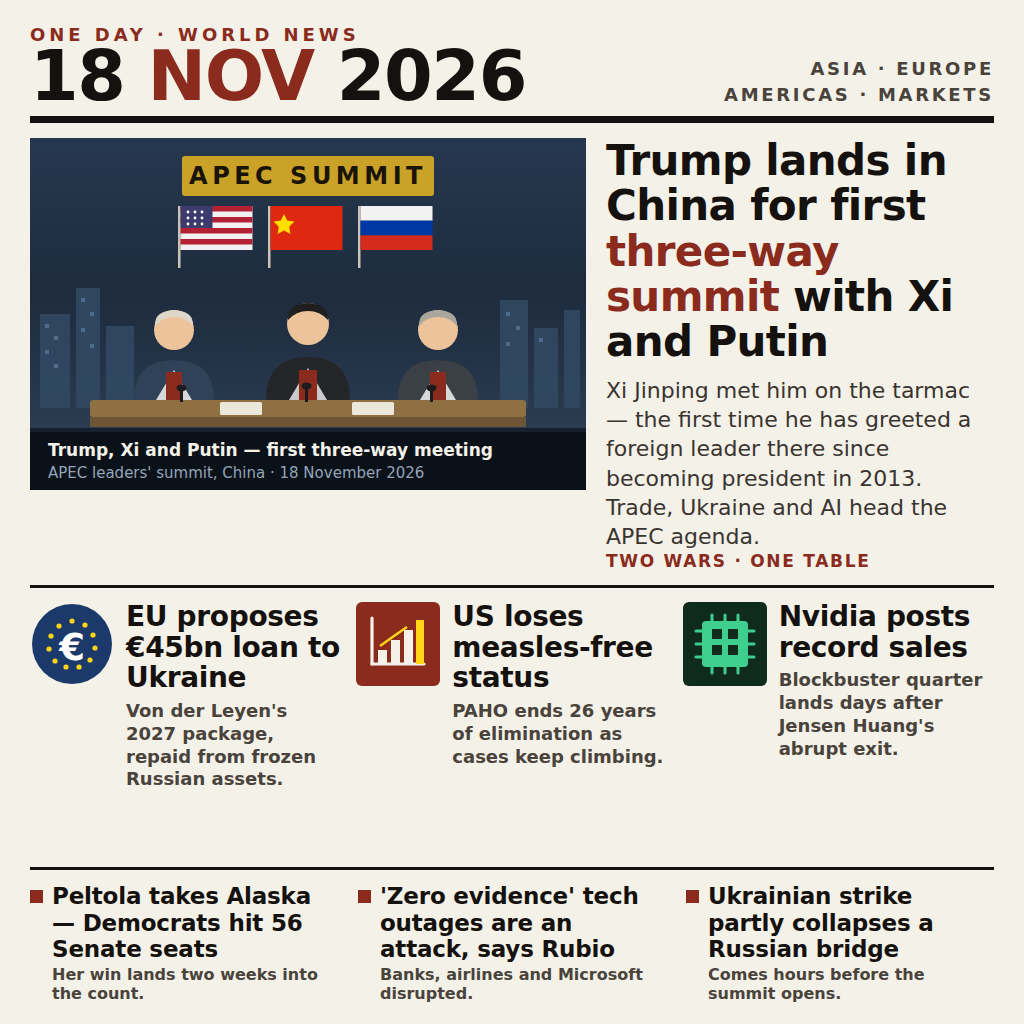 ONE DAY · WORLD NEWS
18 NOV 2026
ASIA · EUROPE
AMERICAS · MARKETS
APEC SUMMIT
Trump, Xi and Putin — first three-way meeting
APEC leaders' summit, China · 18 November 2026
Trump lands in
China for first
three-way
summit with Xi
and Putin
Xi Jinping met him on the tarmac
— the first time he has greeted a
foreign leader there since
becoming president in 2013.
Trade, Ukraine and AI head the
APEC agenda.
TWO WARS · ONE TABLE
€
EU proposes
€45bn loan to
Ukraine
Von der Leyen's
2027 package,
repaid from frozen
Russian assets.
US loses
measles-free
status
PAHO ends 26 years
of elimination as
cases keep climbing.
Nvidia posts
record sales
Blockbuster quarter
lands days after
Jensen Huang's
abrupt exit.
Peltola takes Alaska
— Democrats hit 56
Senate seats
Her win lands two weeks into
the count.
'Zero evidence' tech
outages are an
attack, says Rubio
Banks, airlines and Microsoft
disrupted.
Ukrainian strike
partly collapses a
Russian bridge
Comes hours before the
summit opens.